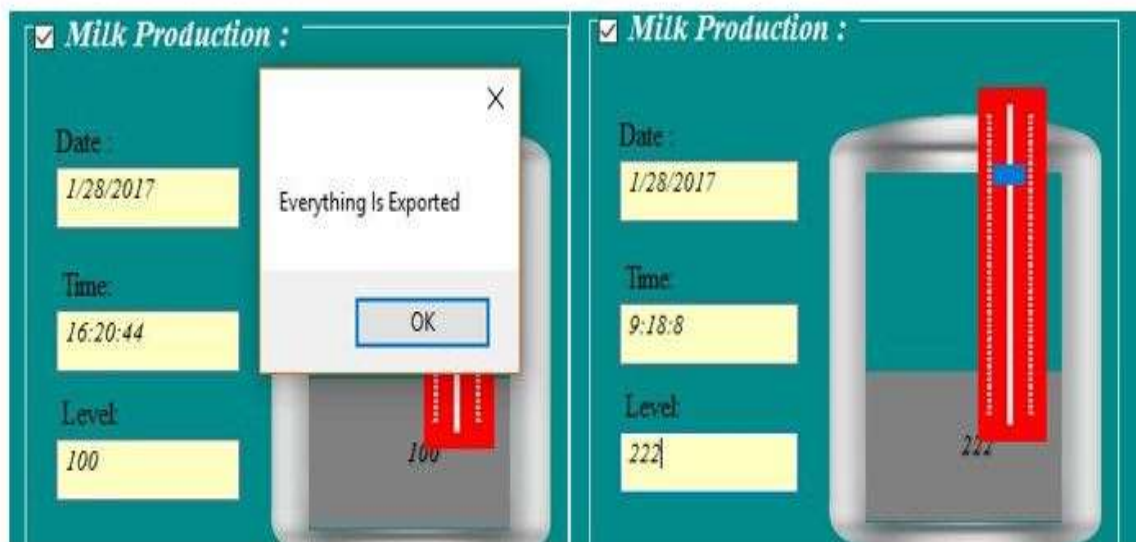 Milk Production :
Date :
1/28/2017
Everything Is Exported
Time:
16:20:44
OK
Level:
100
100
Milk Production :
Date :
1/28/2017
Time:
9:18:8
Level:
222
222